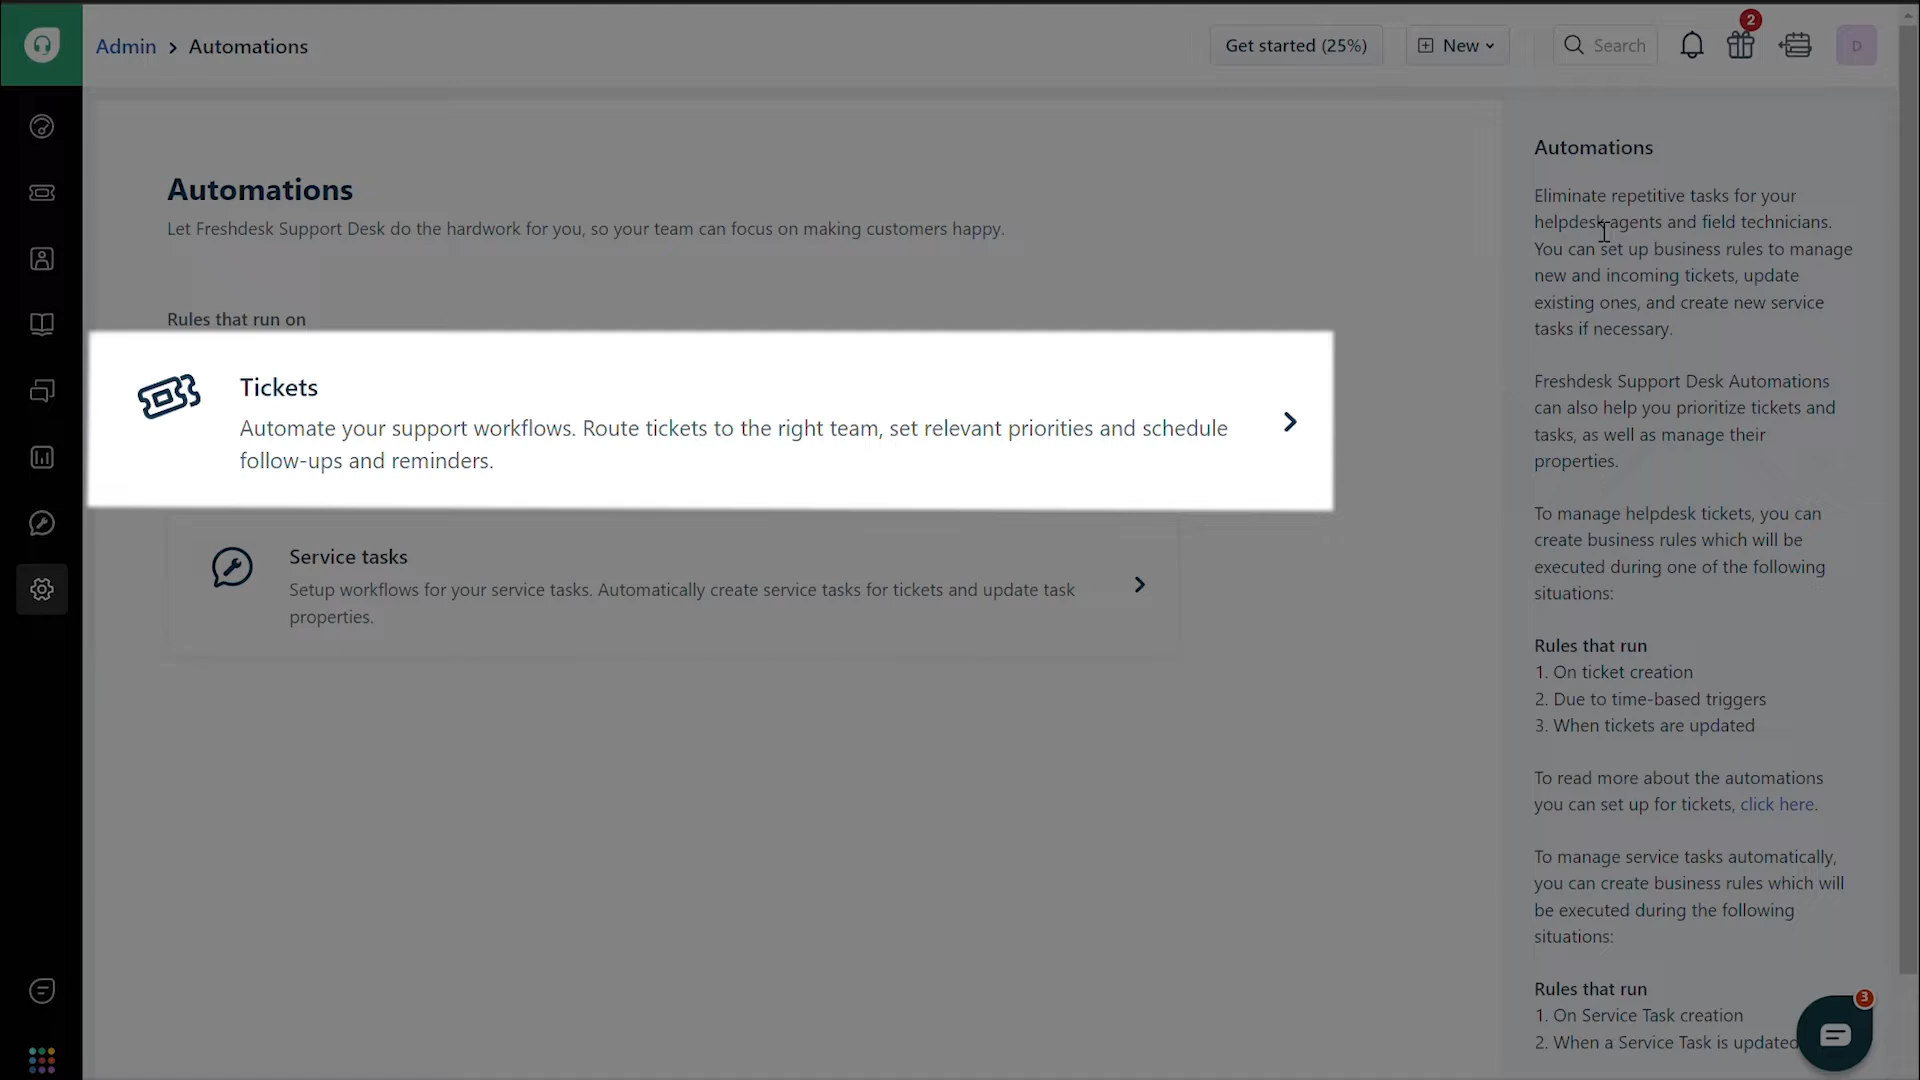 Admin > Automations
Get started (25%)
New
Search
2
D
Automations
Let Freshdesk Support Desk do the hardwork for you, so your team can focus on making customers happy.
Rules that run on
Tickets
Automate your support workflows. Route tickets to the right team, set relevant priorities and schedule
follow-ups and reminders.
Service tasks
Setup workflows for your service tasks. Automatically create service tasks for tickets and update task
properties.
Automations
Eliminate repetitive tasks for your
helpdesk agents and field technicians.
You can set up business rules to manage
new and incoming tickets, update
existing ones, and create new service
tasks if necessary.
Freshdesk Support Desk Automations
can also help you prioritize tickets and
tasks, as well as manage their
properties.
To manage helpdesk tickets, you can
create business rules which will be
executed during one of the following
situations:
Rules that run
1. On ticket creation
2. Due to time-based triggers
3. When tickets are updated
To read more about the automations
you can set up for tickets, click here.
To manage service tasks automatically,
you can create business rules which will
be executed during the following
situations:
Rules that run
1. On Service Task creation
2. When a Service Task is updated
3